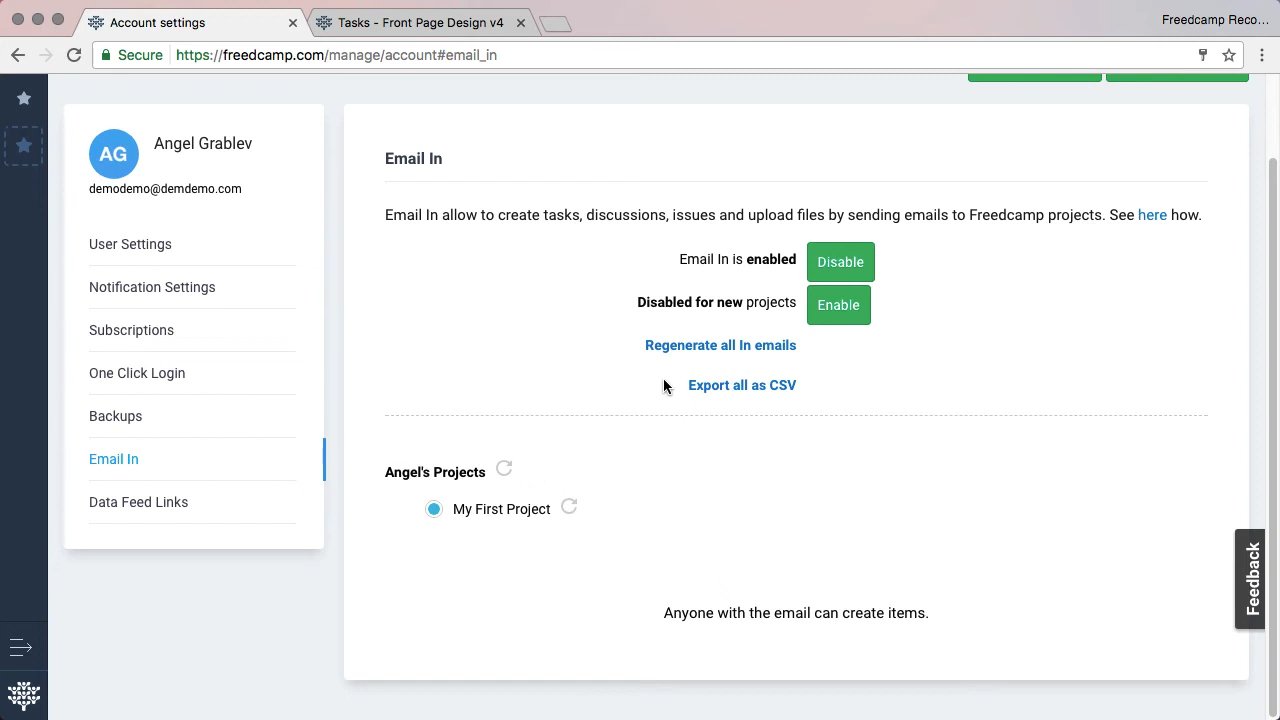 Account settings
Tasks - Front Page Design v4
Freedcamp Reco...
Secure
https://freedcamp.com/manage/account#email_in
AG
Angel Grablev
demodemo@demdemo.com
User Settings
Notification Settings
Subscriptions
One Click Login
Backups
Email In
Data Feed Links
Email In
Email In allow to create tasks, discussions, issues and upload files by sending emails to Freedcamp projects. See here how.
Email In is enabled
Disable
Disabled for new projects
Enable
Regenerate all In emails
Export all as CSV
Angel's Projects
My First Project
Anyone with the email can create items.
Feedback